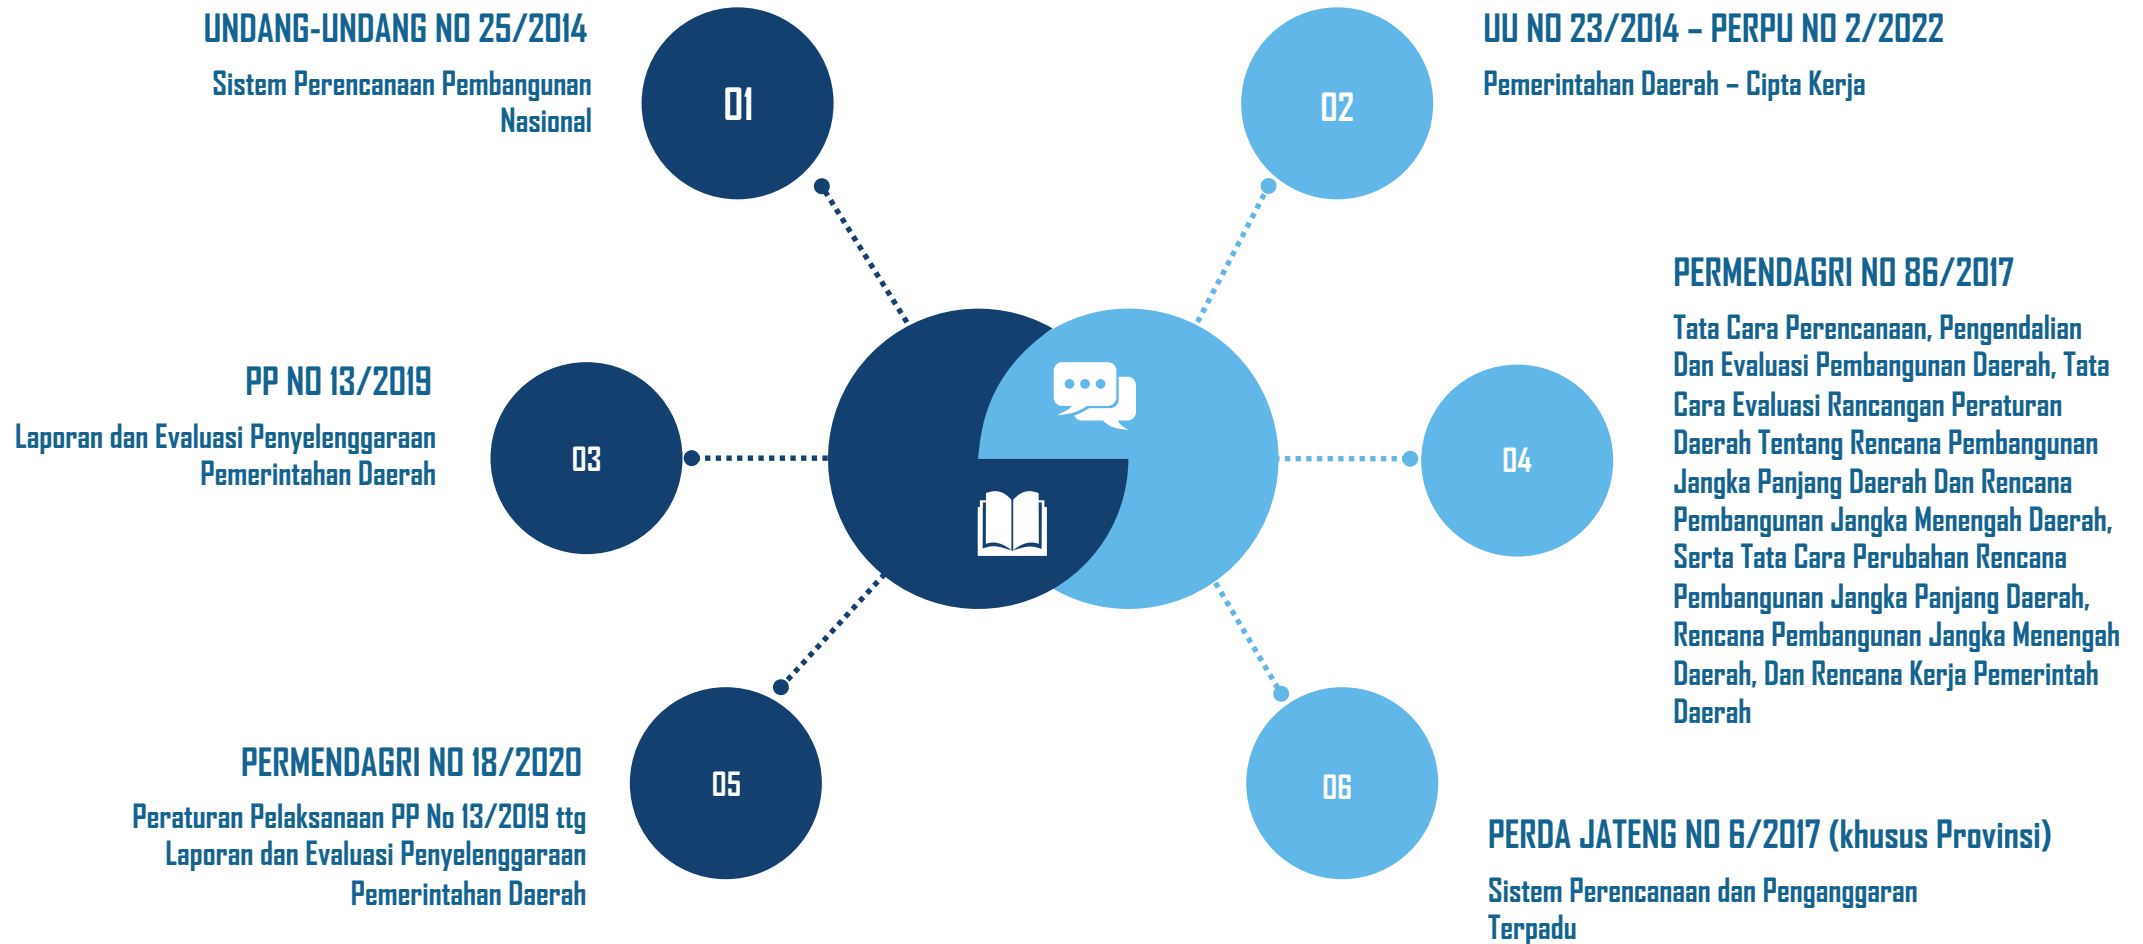 UNDANG-UNDANG NO 25/2014
Sistem Perencanaan Pembangunan
Nasional
01
02
UU NO 23/2014 – PERPU NO 2/2022
Pemerintahan Daerah – Cipta Kerja
PP NO 13/2019
Laporan dan Evaluasi Penyelenggaraan
Pemerintahan Daerah
03
04
PERMENDAGRI NO 86/2017
Tata Cara Perencanaan, Pengendalian
Dan Evaluasi Pembangunan Daerah, Tata
Cara Evaluasi Rancangan Peraturan
Daerah Tentang Rencana Pembangunan
Jangka Panjang Daerah Dan Rencana
Pembangunan Jangka Menengah Daerah,
Serta Tata Cara Perubahan Rencana
Pembangunan Jangka Panjang Daerah,
Rencana Pembangunan Jangka Menengah
Daerah, Dan Rencana Kerja Pemerintah
Daerah
PERMENDAGRI NO 18/2020
Peraturan Pelaksanaan PP No 13/2019 ttg
Laporan dan Evaluasi Penyelenggaraan
Pemerintahan Daerah
05
06
PERDA JATENG NO 6/2017 (khusus Provinsi)
Sistem Perencanaan dan Penganggaran
Terpadu